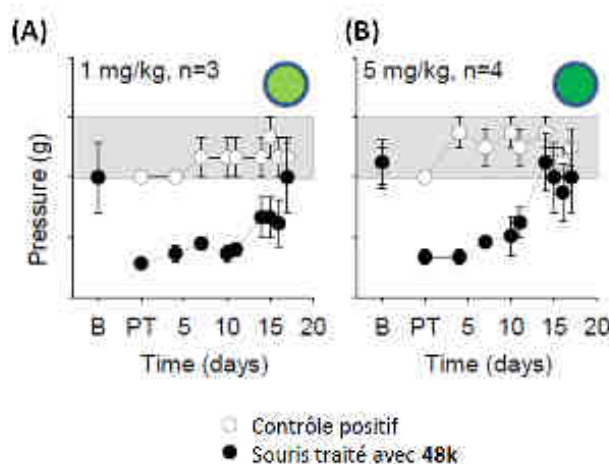 (A)
(B)
1 mg/kg, n=3
5 mg/kg, n=4
Pressure (g)
B PT 5 10 15 20
B PT 5 10 15 20
Time (days)
Time (days)
Contrôle positif
Souris traité avec 48k